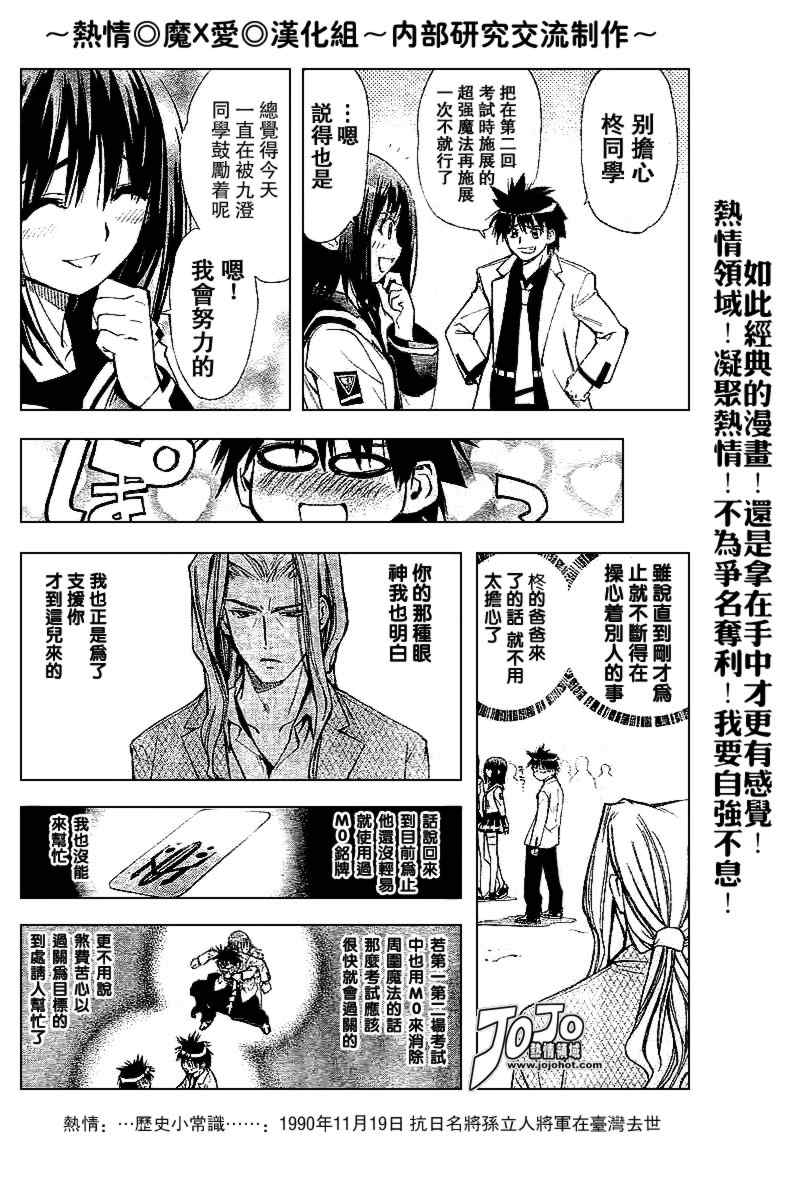 ～熱情◎魔X愛◎漢化組～内部研究交流制作～
别擔心
柊同學
把在第二回
考試時施展的
超强魔法再施展
一次不就行了
…嗯
説得也是
總覺得今天
一直在被九澄
同學鼓勵着呢
嗯！
我會努力的
雖說直到剛才爲
止就不斷得在
操心着别人的事
柊的爸爸來
了的話 就不用
太擔心了
你的那種眼
神我也明白
我也正是爲了
支援你
才到這兒來的
話說回來
到目前爲止
他還沒輕易
就使用過
M0銘牌
我也沒能
來幫忙
若第一第二場考試
中也用M0來消除
周圍魔法的話
那麼考試應該
很快就會過關的
更不用說
煞費苦心以
過關爲目標的
到處請人幫忙了
JOJO
熱情領域
www.jojohot.com
如此經典的漫畫！還是拿在手中才更有感覺！
熱情領域！凝聚熱情！不為爭名奪利！我要自強不息！
熱情：…歷史小常識……：1990年11月19日 抗日名將孫立人將軍在臺灣去世